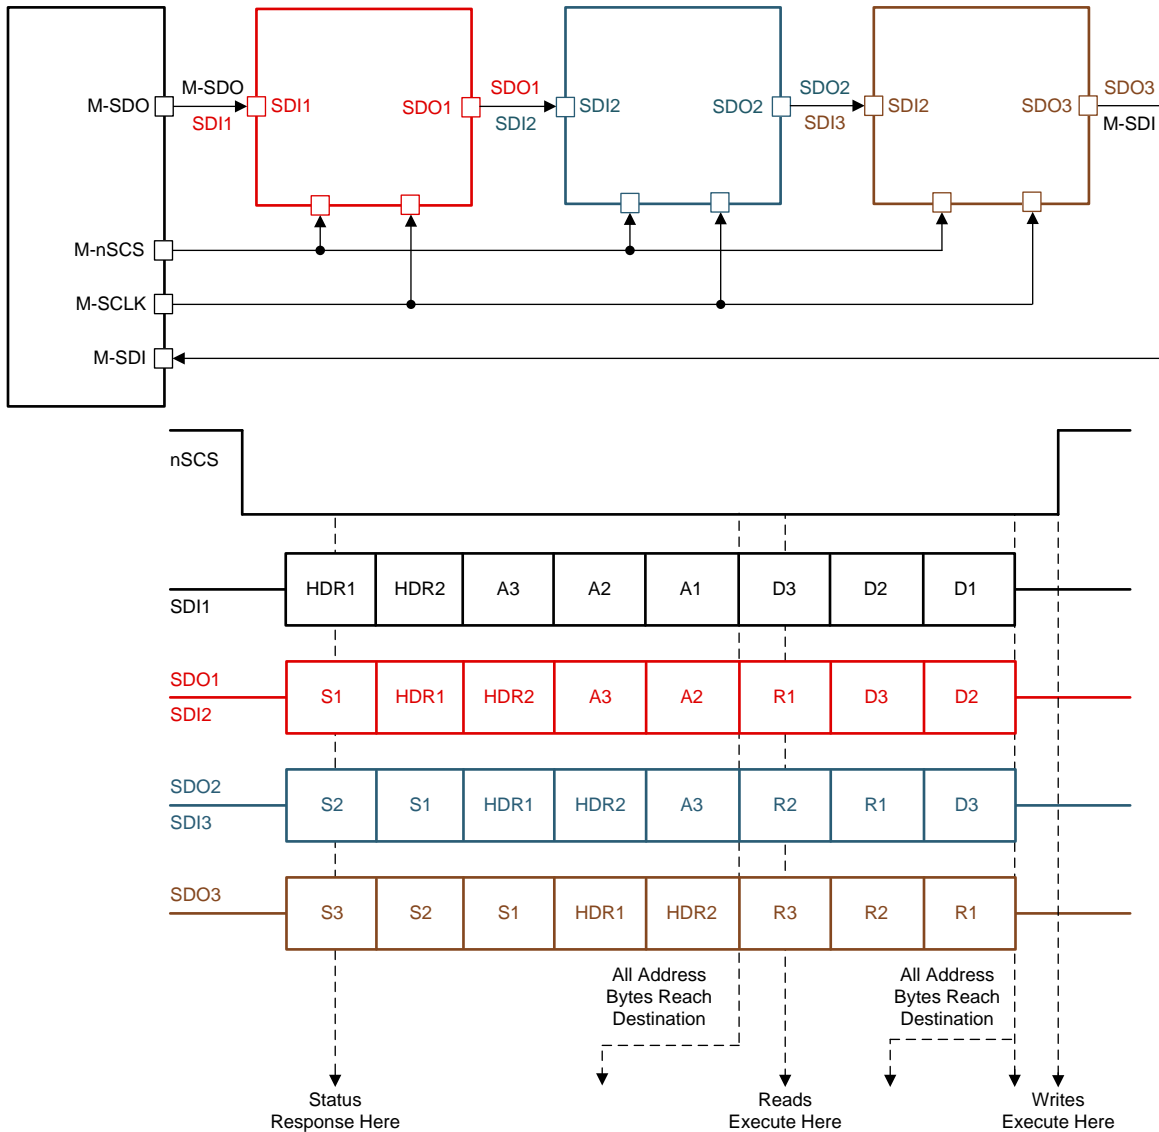 M-SDO
M-SDO
SDI1
SDI1
SDO1
SDO1
SDI2
SDI2
SDO2
SDO2
SDI3
SDI2
SDO3
SDO3
M-SDI
M-nSCS
M-SCLK
M-SDI
nSCS
SDI1
HDR1 HDR2 A3 A2 A1 D3 D2 D1
SDO1
SDI2
S1 HDR1 HDR2 A3 A2 R1 D3 D2
SDO2
SDI3
S2 S1 HDR1 HDR2 A3 R2 R1 D3
SDO3
S3 S2 S1 HDR1 HDR2 R3 R2 R1
All Address
Bytes Reach
Destination
All Address
Bytes Reach
Destination
Status
Response Here
Reads
Execute Here
Writes
Execute Here